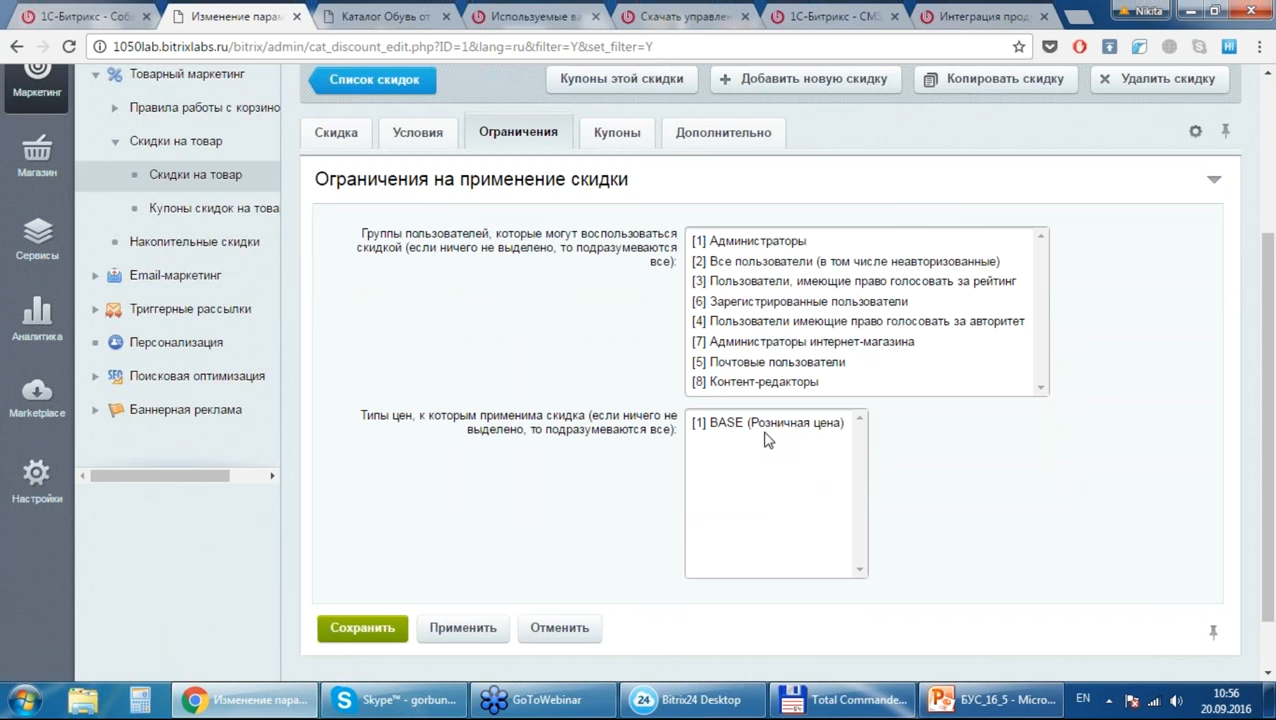 1С-Битрикс - Соб
Изменение парам
Каталог Обувь от
Используемые ва
Скачать управлен
1С-Битрикс - CMS
Интеграция прод
Nikita
1050lab.bitrixlabs.ru/bitrix/admin/cat_discount_edit.php?ID=1&lang=ru&filter=Y&set_filter=Y
Маркетинг
Магазин
Сервисы
Аналитика
Marketplace
Настройки
Товарный маркетинг
Правила работы с корзино
Скидки на товар
Скидки на товар
Купоны скидок на това
Накопительные скидки
Email-маркетинг
Триггерные рассылки
Персонализация
Поисковая оптимизация
Баннерная реклама
Список скидок
Купоны этой скидки
Добавить новую скидку
Копировать скидку
Удалить скидку
Скидка
Условия
Ограничения
Купоны
Дополнительно
Ограничения на применение скидки
Группы пользователей, которые могут воспользоваться
скидкой (если ничего не выделено, то подразумеваются
все):
[1] Администраторы
[2] Все пользователи (в том числе неавторизованные)
[3] Пользователи, имеющие право голосовать за рейтинг
[6] Зарегистрированные пользователи
[4] Пользователи имеющие право голосовать за авторитет
[7] Администраторы интернет-магазина
[5] Почтовые пользователи
[8] Контент-редакторы
Типы цен, к которым применима скидка (если ничего не
выделено, то подразумеваются все):
[1] BASE (Розничная цена)
Сохранить
Применить
Отменить
Изменение пара...
Skype™ - gorbun...
GoToWebinar
24
Bitrix24 Desktop
Total Commande...
БУС_16_5 - Micro...
EN
10:56
20.09.2016